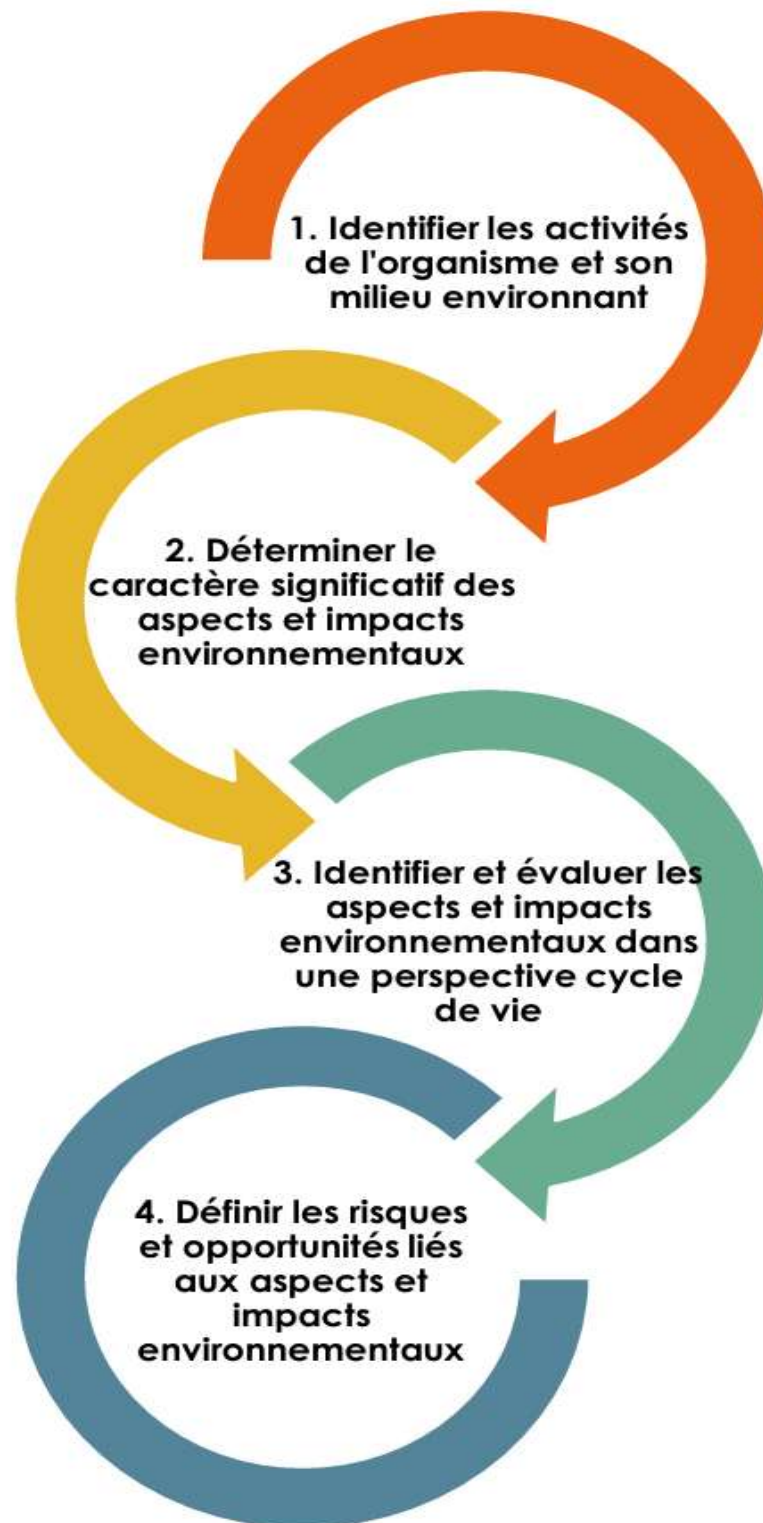 1. Identifier les activités
de l'organisme et son
milieu environnant
2. Déterminer le
caractère significatif des
aspects et impacts
environnementaux
3. Identifier et évaluer les
aspects et impacts
environnementaux dans
une perspective cycle
de vie
4. Définir les risques
et opportunités liés
aux aspects et
impacts
environnementaux